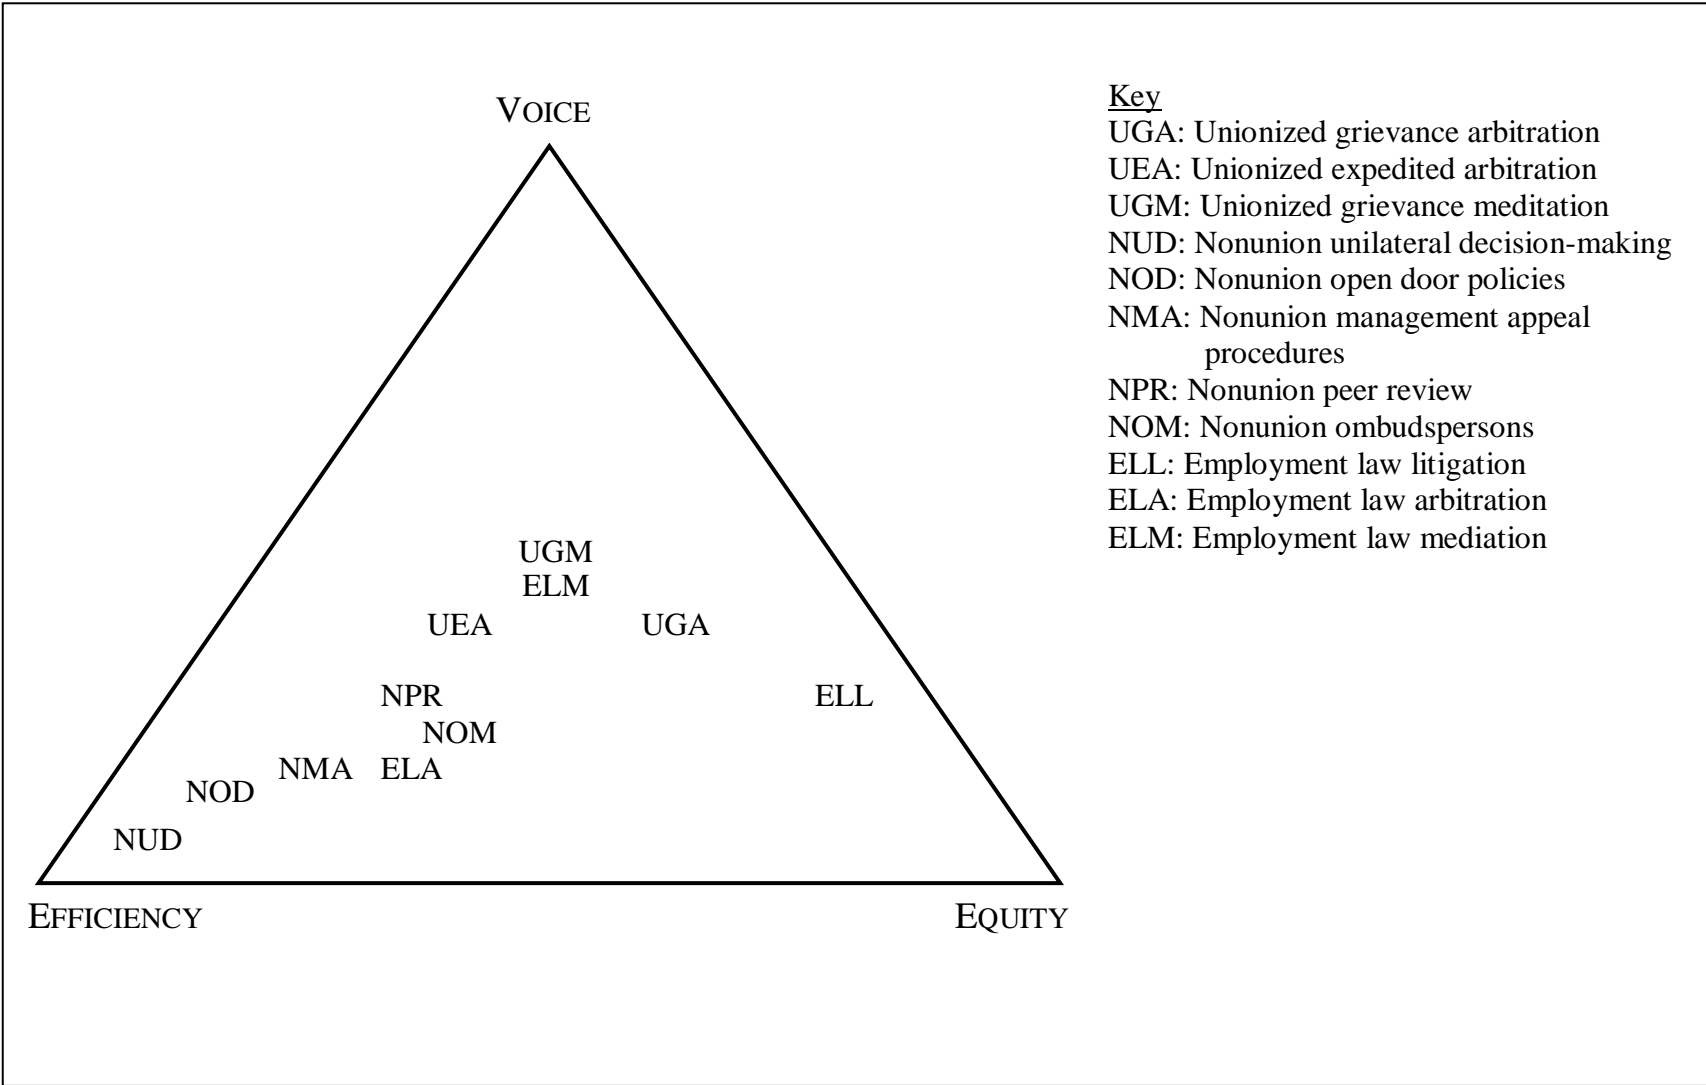 VOICE
UGM
ELM
UEA UGA
NPR ELL
NOM
NMA ELA
NOD
NUD
EFFICIENCY EQUITY
Key
UGA: Unionized grievance arbitration
UEA: Unionized expedited arbitration
UGM: Unionized grievance meditation
NUD: Nonunion unilateral decision-making
NOD: Nonunion open door policies
NMA: Nonunion management appeal
procedures
NPR: Nonunion peer review
NOM: Nonunion ombudspersons
ELL: Employment law litigation
ELA: Employment law arbitration
ELM: Employment law mediation